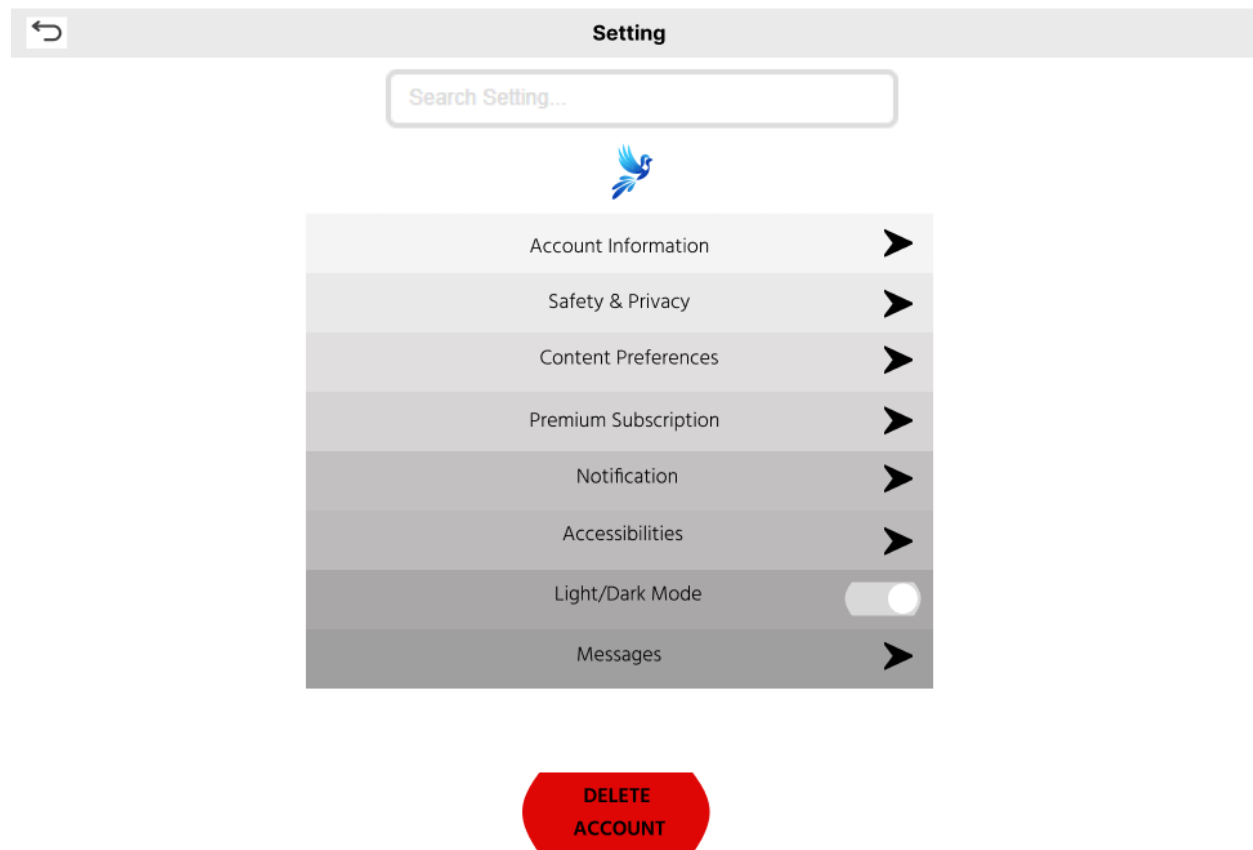 Setting
Search Setting...
Account Information
Safety & Privacy
Content Preferences
Premium Subscription
Notification
Accessibilities
Light/Dark Mode
Messages
DELETE
ACCOUNT